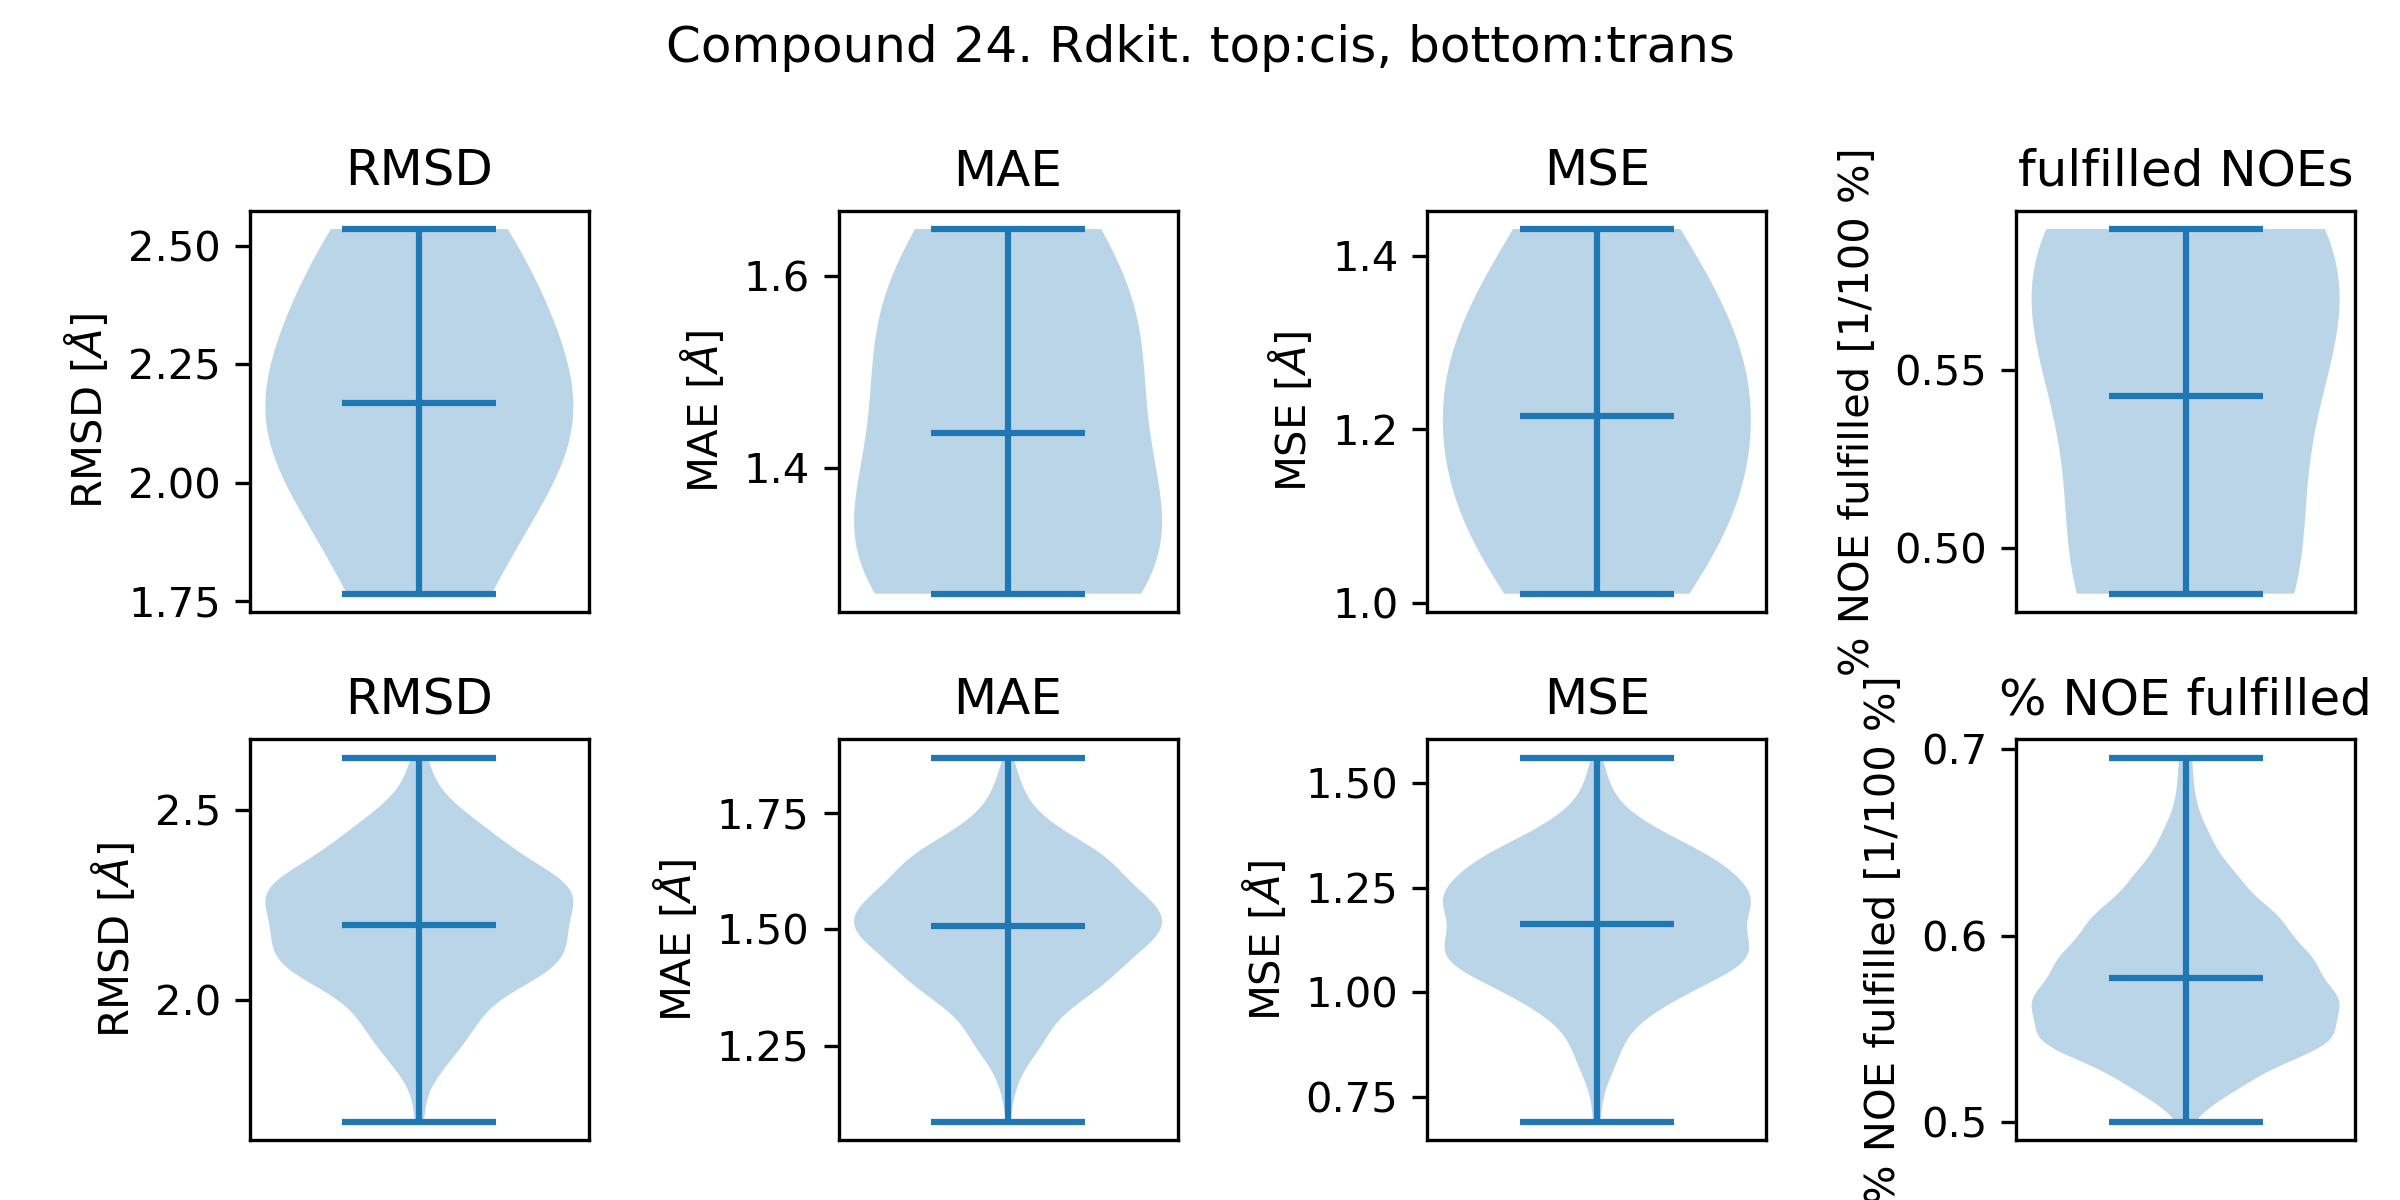 Compound 24. Rdkit. top:cis, bottom:trans
RMSD
RMSD [Å]
2.50
2.25
2.00
1.75
MAE
MAE [Å]
1.6
1.4
MSE
MSE [Å]
1.4
1.2
1.0
fulfilled NOEs
% NOE fulfilled [1/100 %]
0.55
0.50
RMSD
RMSD [Å]
2.5
2.0
MAE
MAE [Å]
1.75
1.50
1.25
MSE
MSE [Å]
1.50
1.25
1.00
0.75
% NOE fulfilled
% NOE fulfilled [1/100 %]
0.7
0.6
0.5